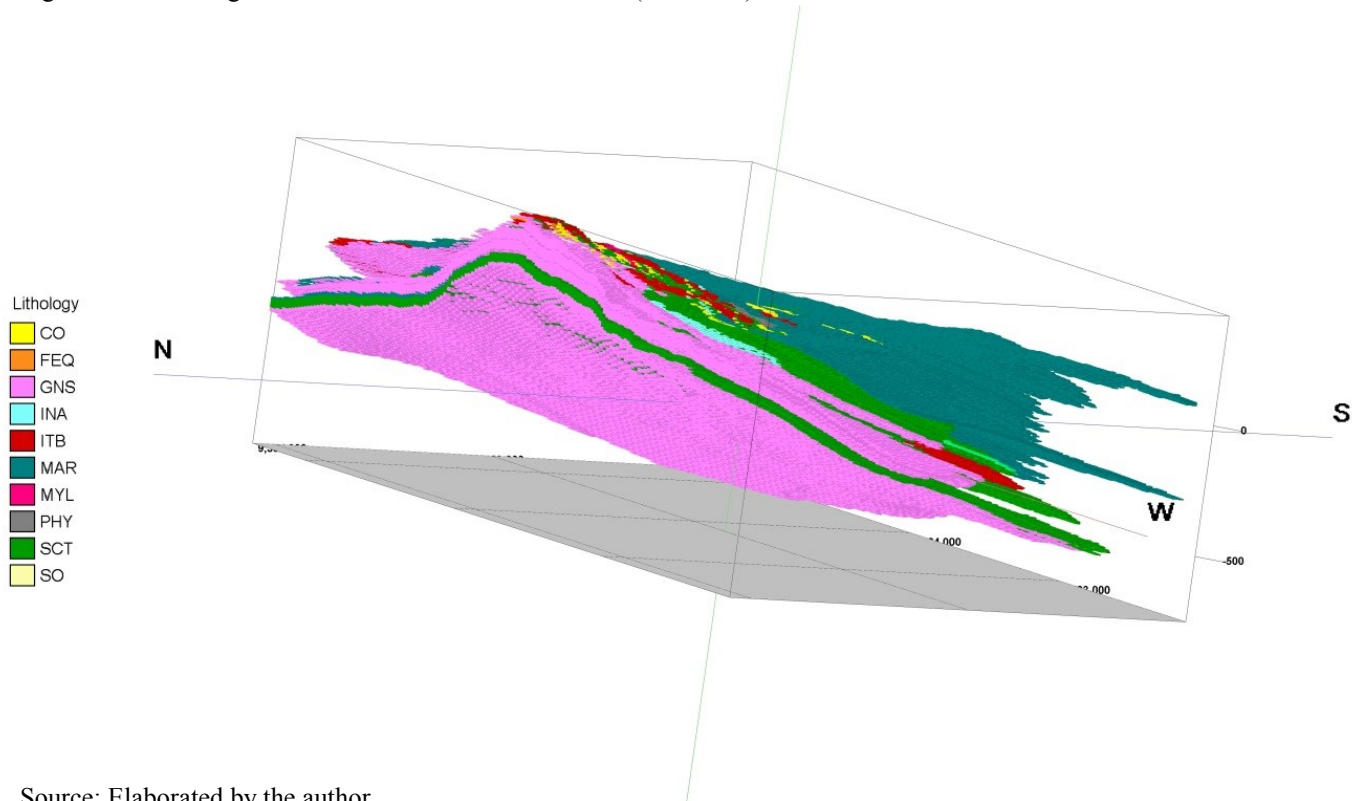 Lithology
CO
FEQ
GNS
INA
ITB
MAR
MYL
PHY
SCT
SO
N
S
W
0
-500
Source: Elaborated by the author